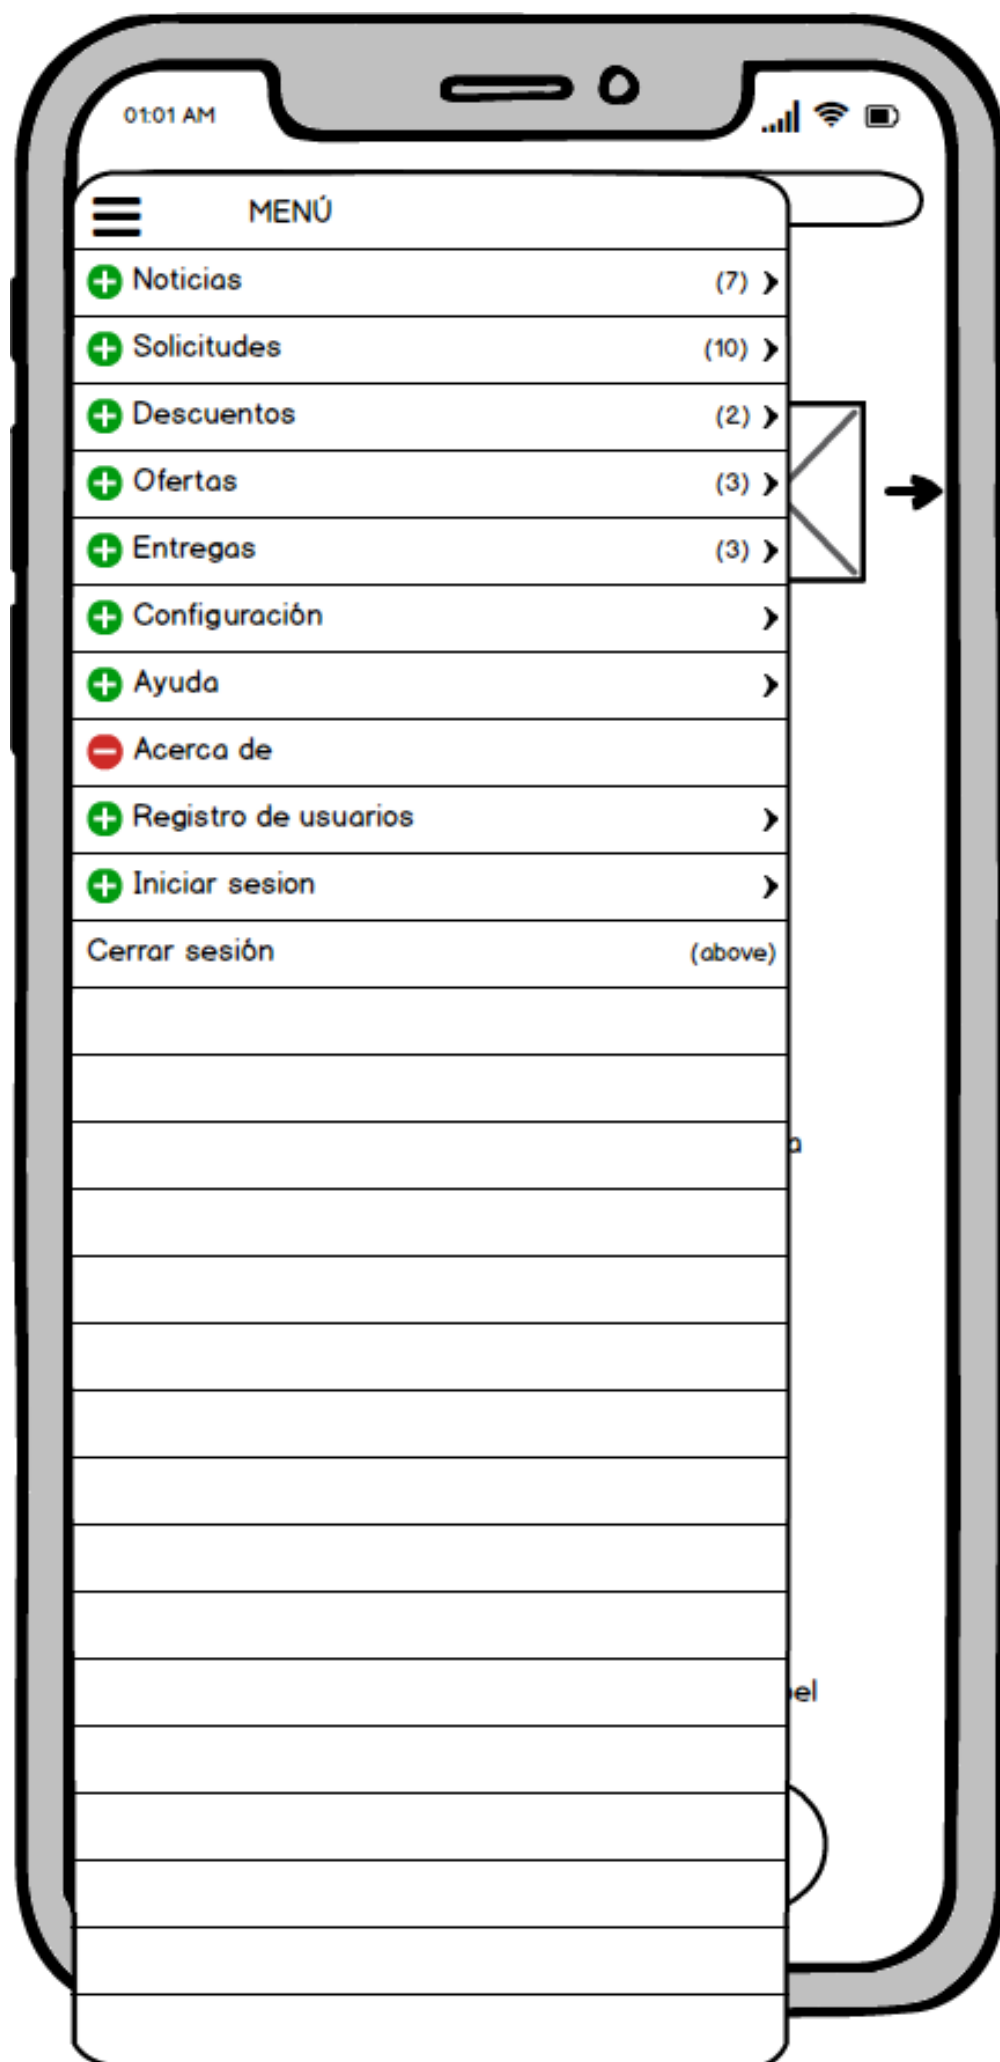 01:01 AM
MENÚ
Noticias (7)
Solicitudes (10)
Descuentos (2)
Ofertas (3)
Entregas (3)
Configuración
Ayuda
Acerca de
Registro de usuarios
Iniciar sesion
Cerrar sesión (above)